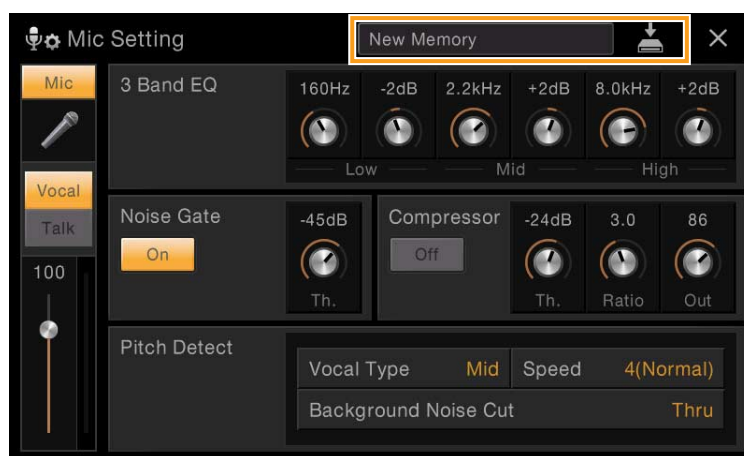 Mic Setting
New Memory
Mic
3 Band EQ
160Hz -2dB 2.2kHz +2dB 8.0kHz +2dB
Low Mid High
Vocal
Talk
Noise Gate
On
-45dB
Th.
Compressor
Off
-24dB 3.0 86
Th. Ratio Out
100
Pitch Detect
Vocal Type Mid Speed 4(Normal)
Background Noise Cut Thru